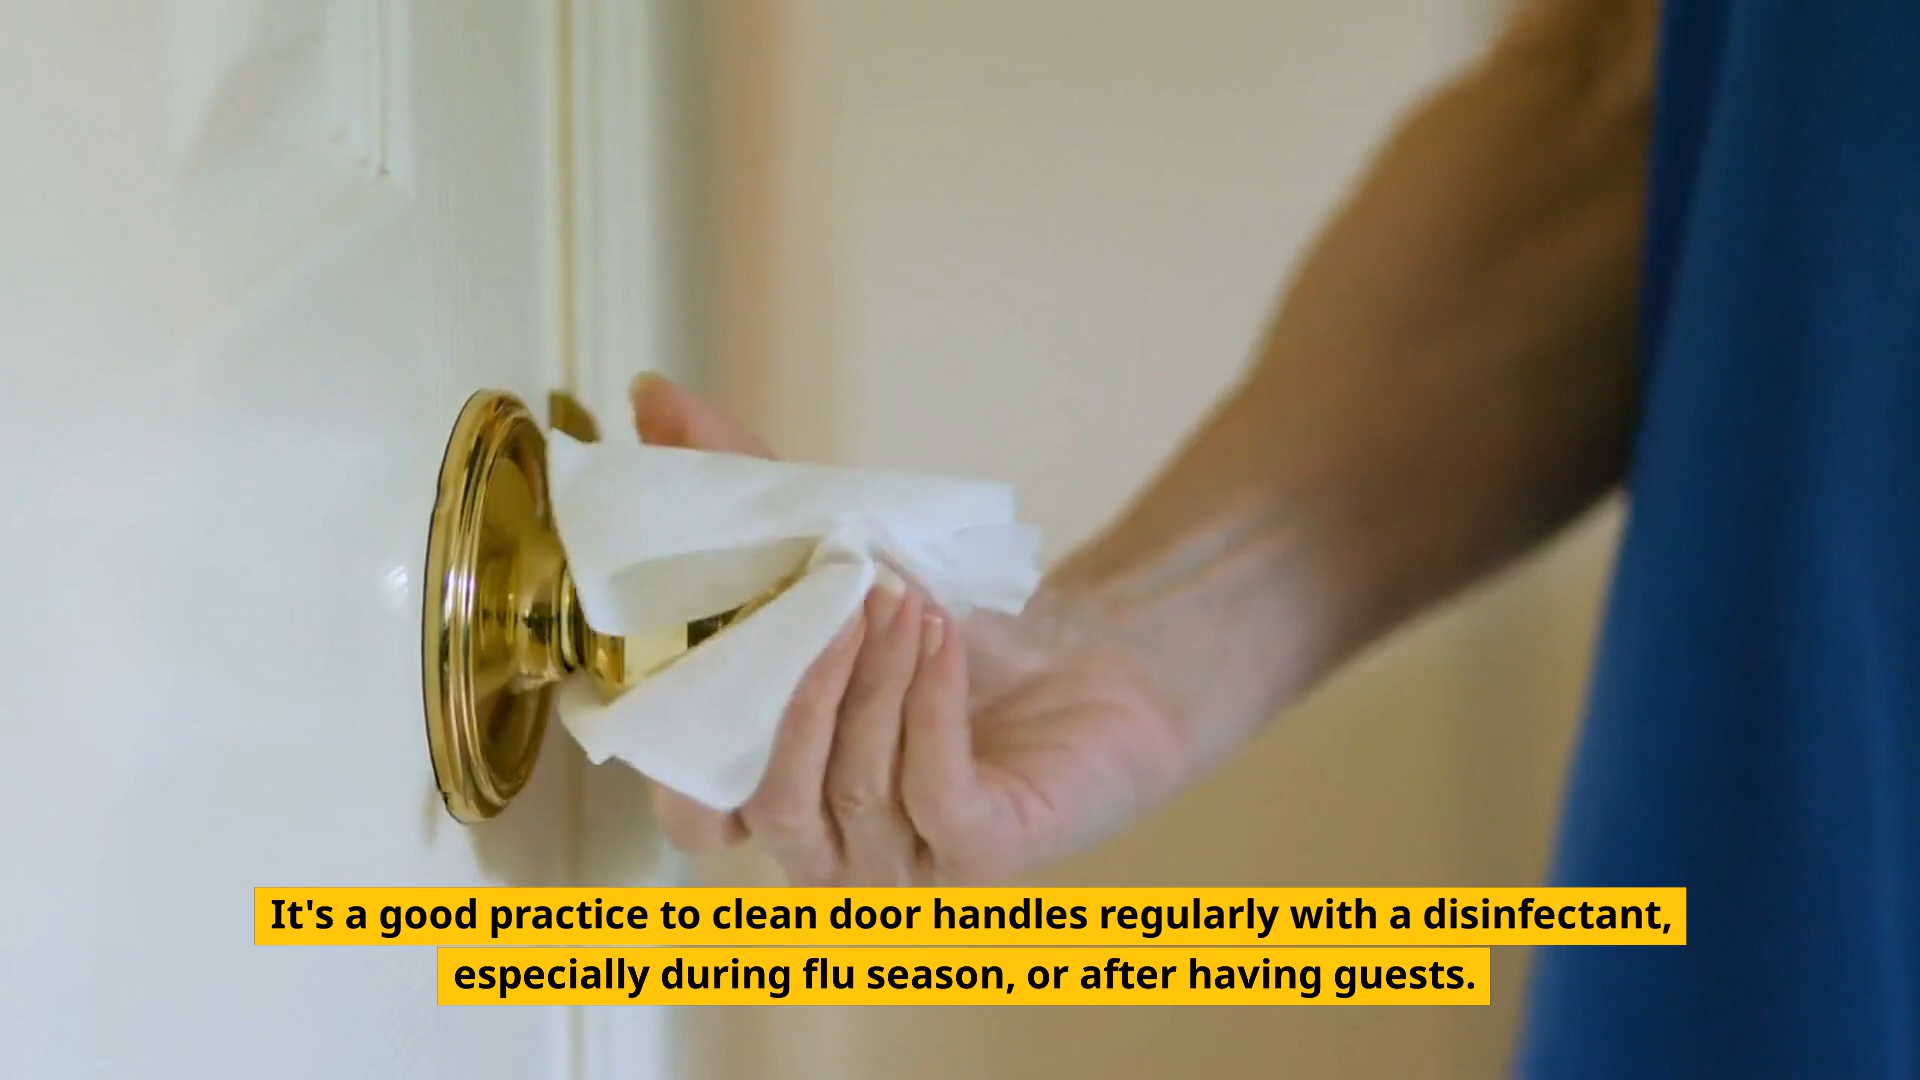 It's a good practice to clean door handles regularly with a disinfectant,
especially during flu season, or after having guests.